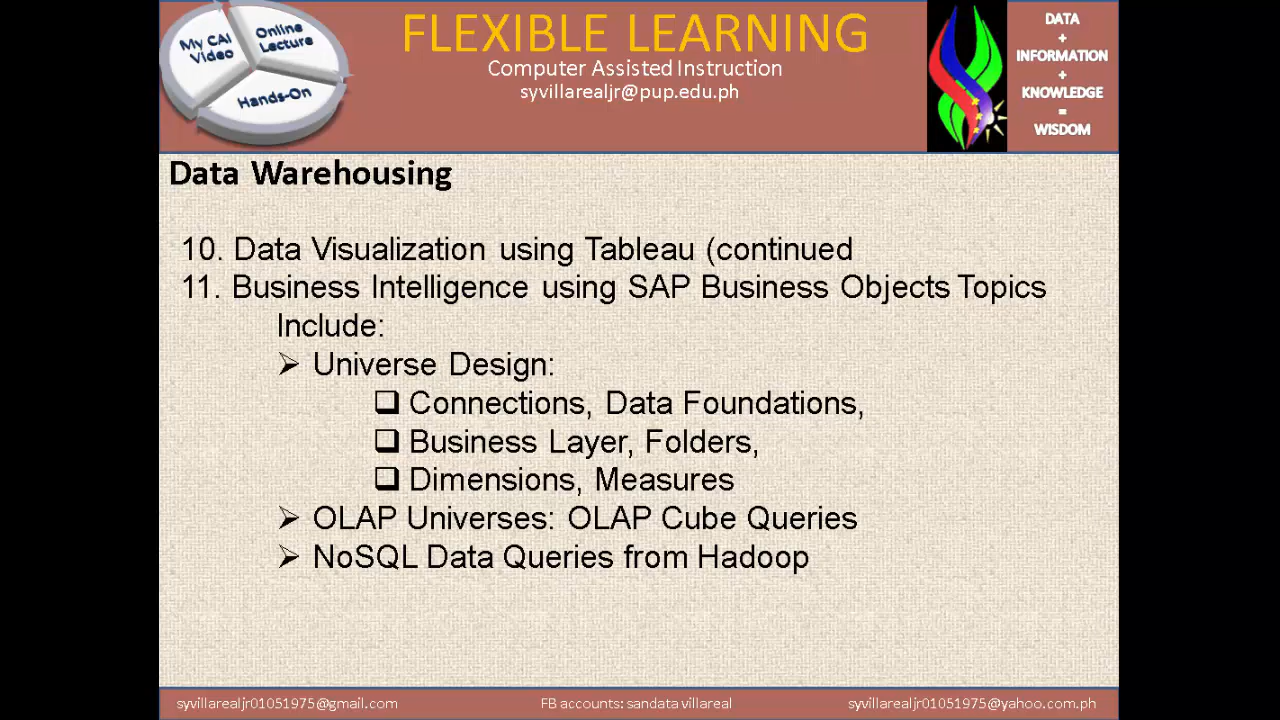 My CAI
Video
Online
Lecture
Hands-On
FLEXIBLE LEARNING
Computer Assisted Instruction
syvillarealjr@pup.edu.ph
DATA
+
INFORMATION
+
KNOWLEDGE
=
WISDOM
Data Warehousing
10. Data Visualization using Tableau (continued
11. Business Intelligence using SAP Business Objects Topics
Include:
➢ Universe Design:
❑ Connections, Data Foundations,
❑ Business Layer, Folders,
❑ Dimensions, Measures
➢ OLAP Universes: OLAP Cube Queries
➢ NoSQL Data Queries from Hadoop
syvillarealjr01051975@gmail.com
FB accounts: sandata villareal
syvillarealjr01051975@yahoo.com.ph